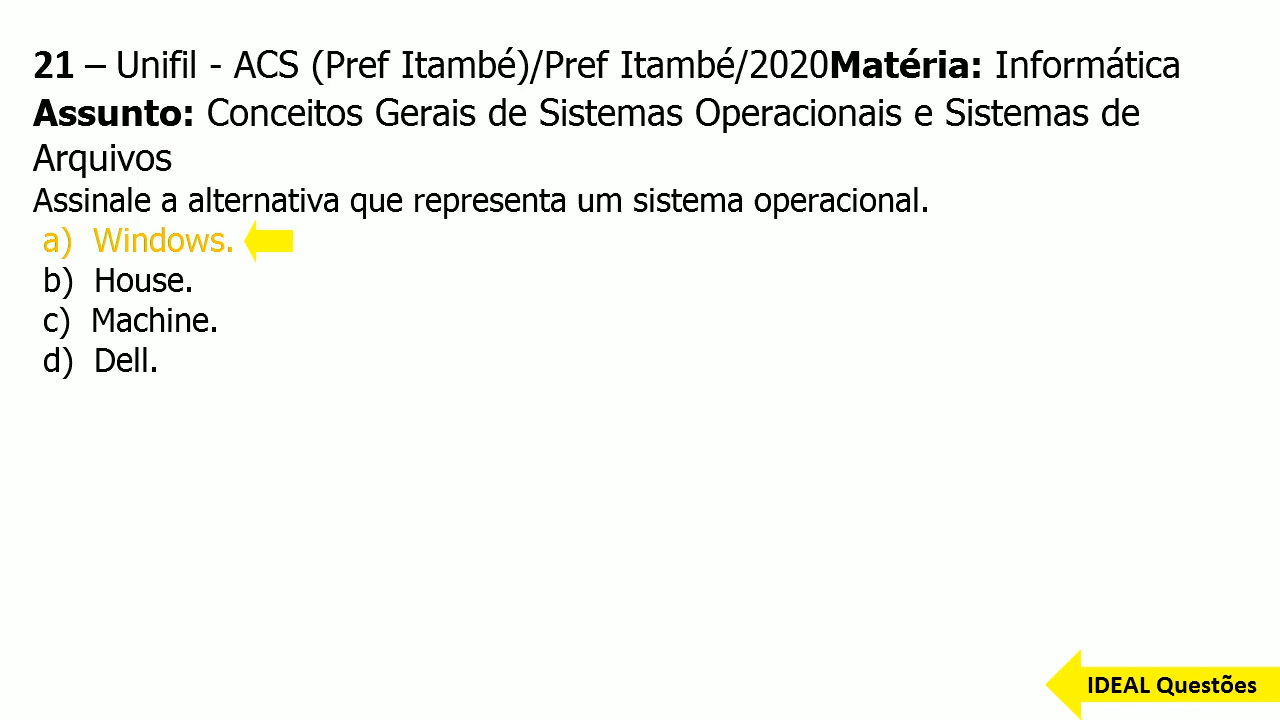 21 – Unifil - ACS (Pref Itambé)/Pref Itambé/2020Matéria: Informática
Assunto: Conceitos Gerais de Sistemas Operacionais e Sistemas de
Arquivos
Assinale a alternativa que representa um sistema operacional.
a) Windows.
b) House.
c) Machine.
d) Dell.
IDEAL Questões